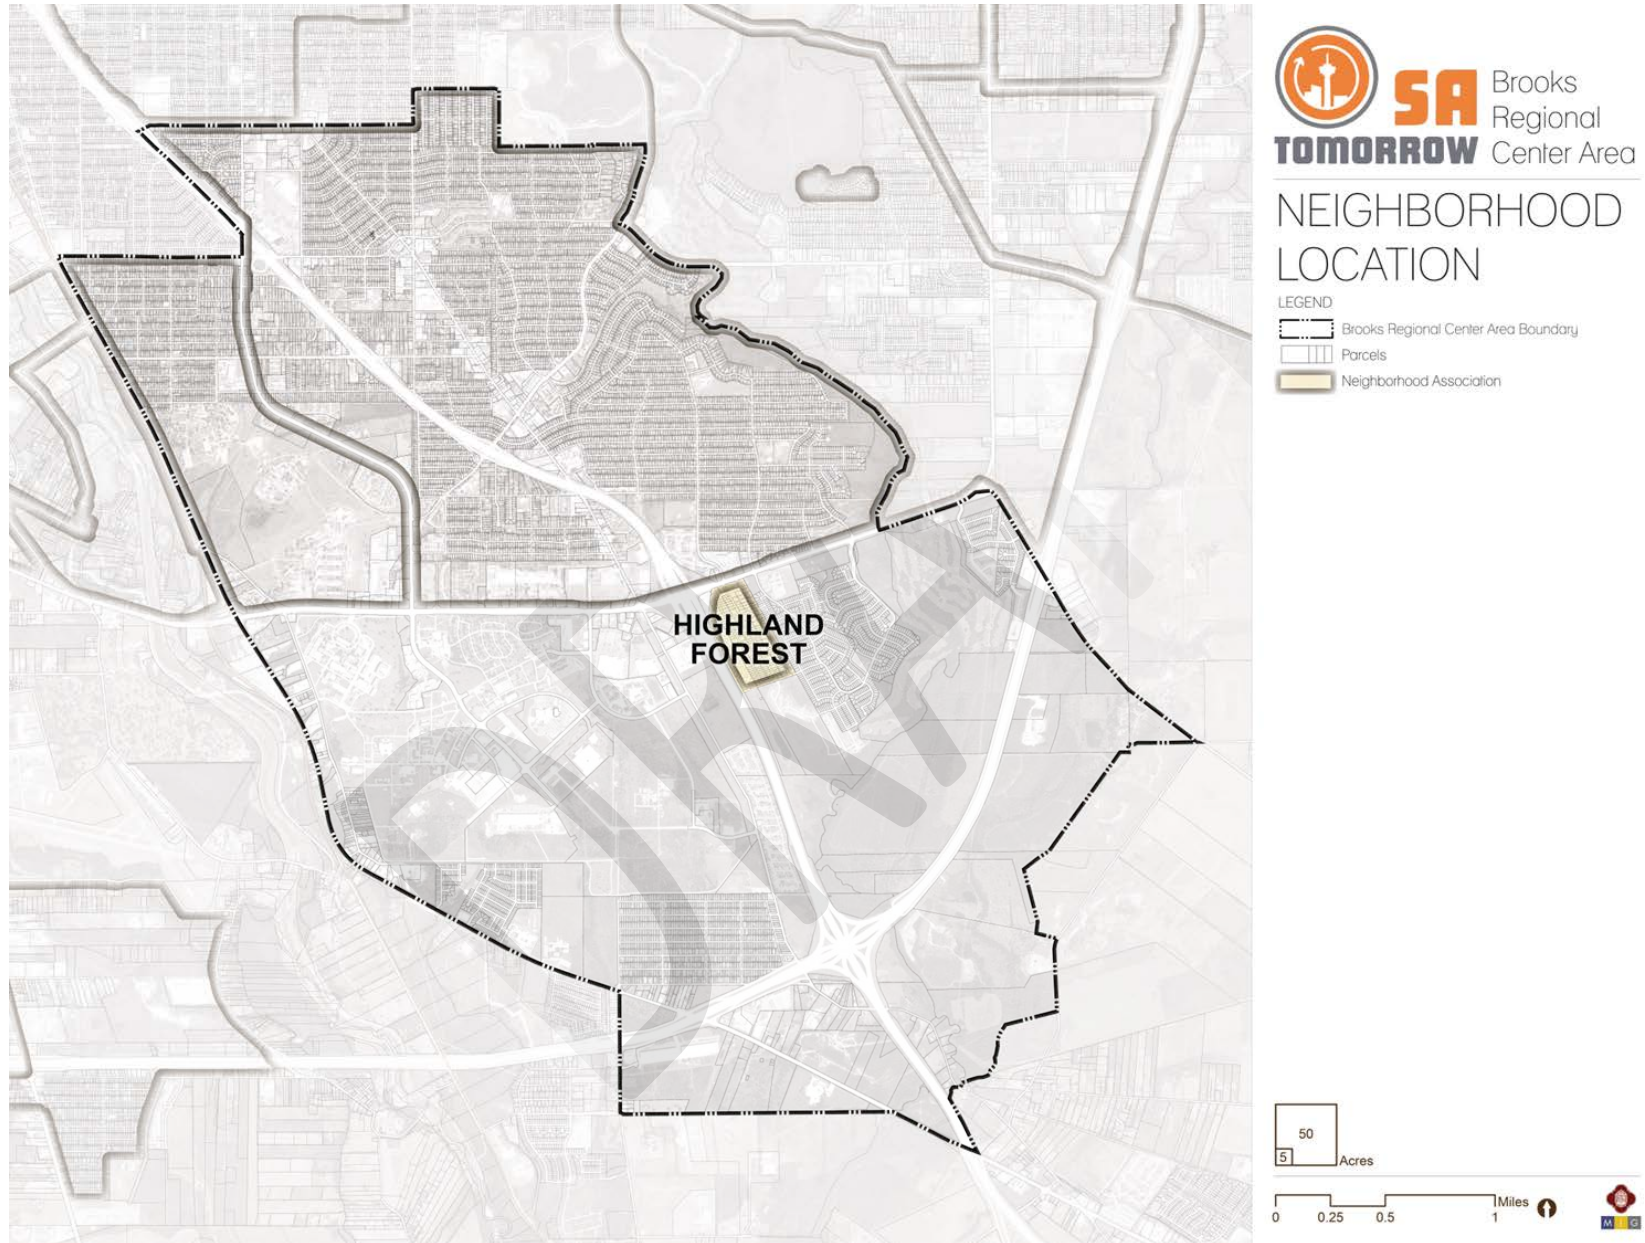 SA
TOMORROW
Brooks
Regional
Center Area
NEIGHBORHOOD
LOCATION
LEGEND
Brooks Regional Center Area Boundary
Parcels
Neighborhood Association
HIGHLAND
FOREST
DRAFT
50
5
Acres
Miles
0
0.25
0.5
1
M I G